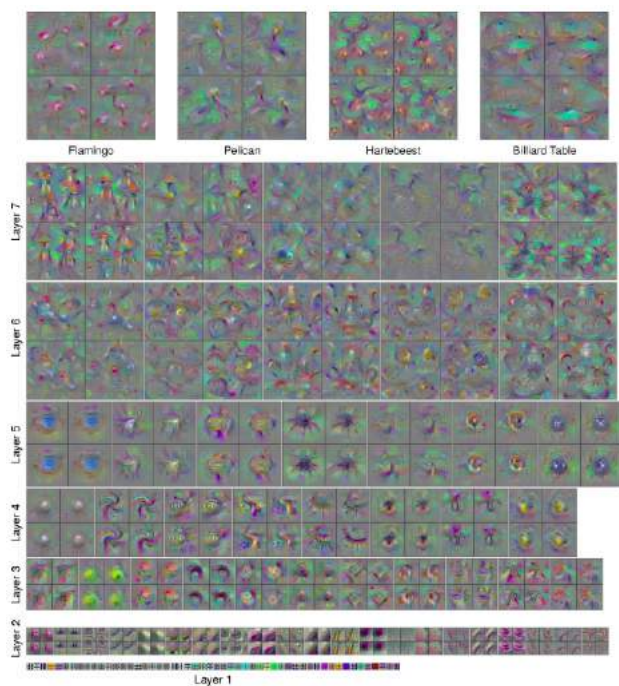 Flamingo
Pelican
Hartebeest
Billiard Table
Layer 7
Layer 6
Layer 5
Layer 4
Layer 3
Layer 2
Layer 1